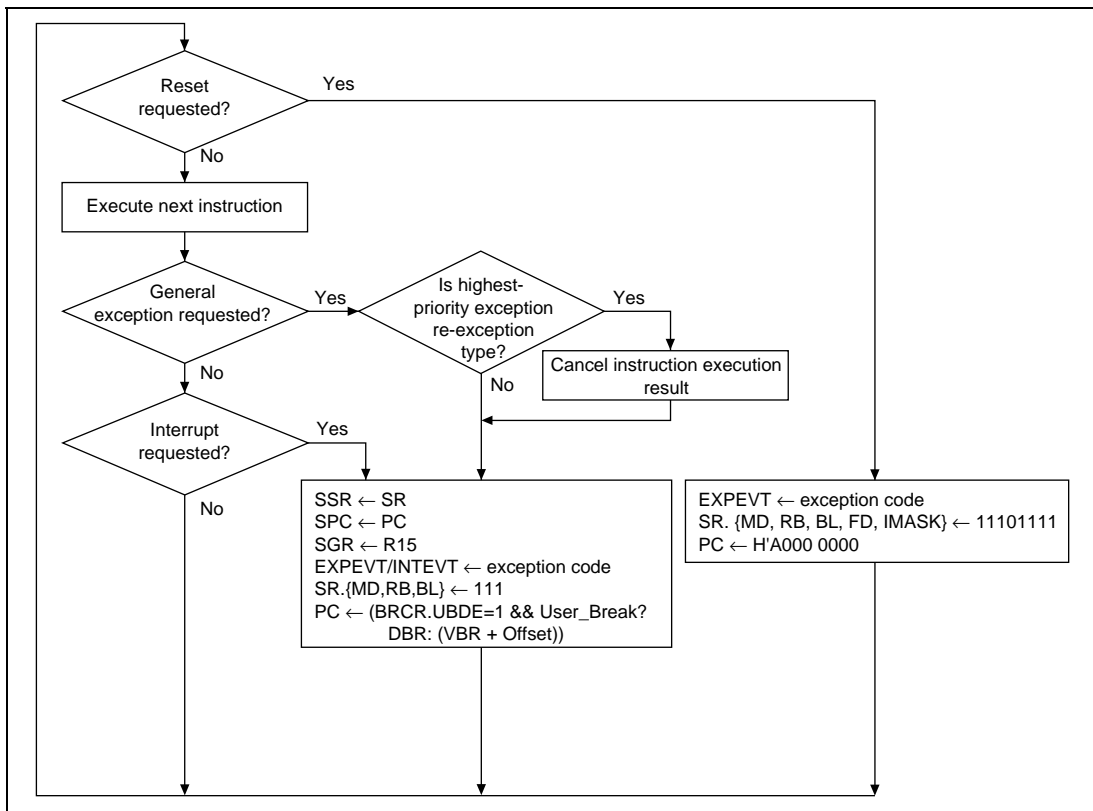 Reset
requested?
Yes
No
Execute next instruction
General
exception requested?
Yes
Is highest-
priority exception
re-exception
type?
Yes
Cancel instruction execution
result
No
No
Interrupt
requested?
Yes
No
SSR ← SR
SPC ← PC
SGR ← R15
EXPEVT/INTEVT ← exception code
SR.{MD,RB,BL} ← 111
PC ← (BRCR.UBDE=1 && User_Break?
DBR: (VBR + Offset))
EXPEVT ← exception code
SR. {MD, RB, BL, FD, IMASK} ← 11101111
PC ← H'A000 0000